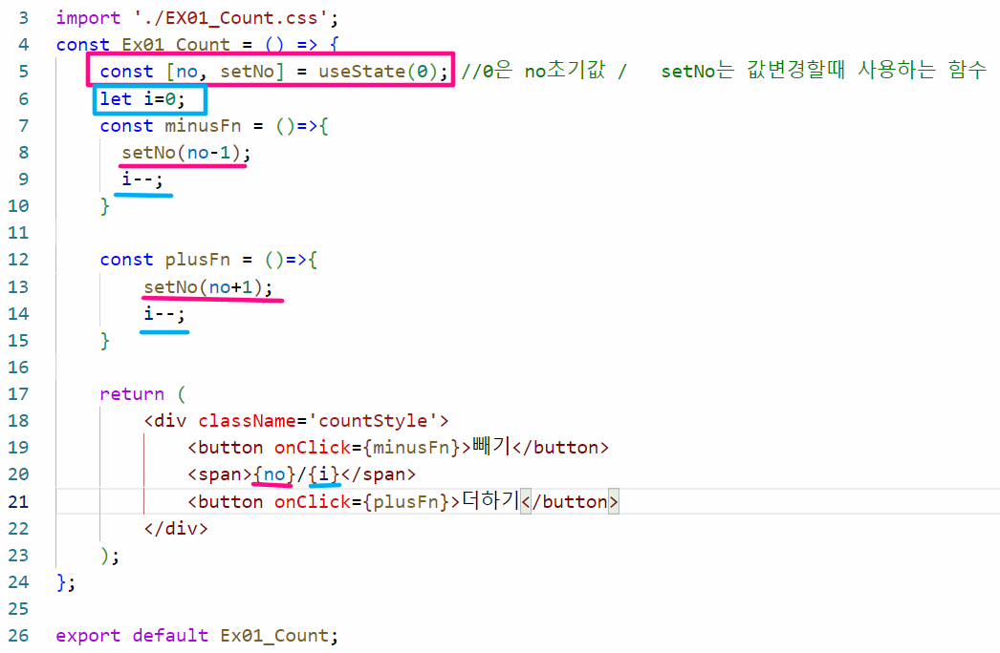 3 import './EX01_Count.css';
4 const Ex01_Count = () => {
5 const [no, setNo] = useState(0); //0은 no초기값 / setNo는 값변경할때 사용하는 함수
6 let i=0;
7 const minusFn = ()=>{
8 setNo(no-1);
9 i--;
10 }
11
12 const plusFn = ()=>{
13 setNo(no+1);
14 i--;
15 }
16
17 return (
18 <div className='countStyle'>
19 <button onClick={minusFn}>빼기</button>
20 <span>{no}/{i}</span>
21 <button onClick={plusFn}>더하기</button>
22 </div>
23 );
24 };
25
26 export default Ex01_Count;